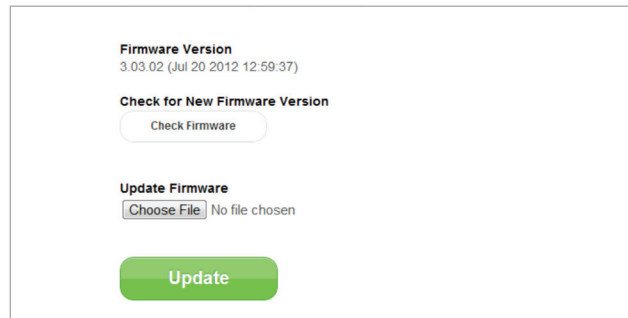 Firmware Version
3.03.02 (Jul 20 2012 12:59:37)
Check for New Firmware Version
Check Firmware
Update Firmware
Choose File No file chosen
Update